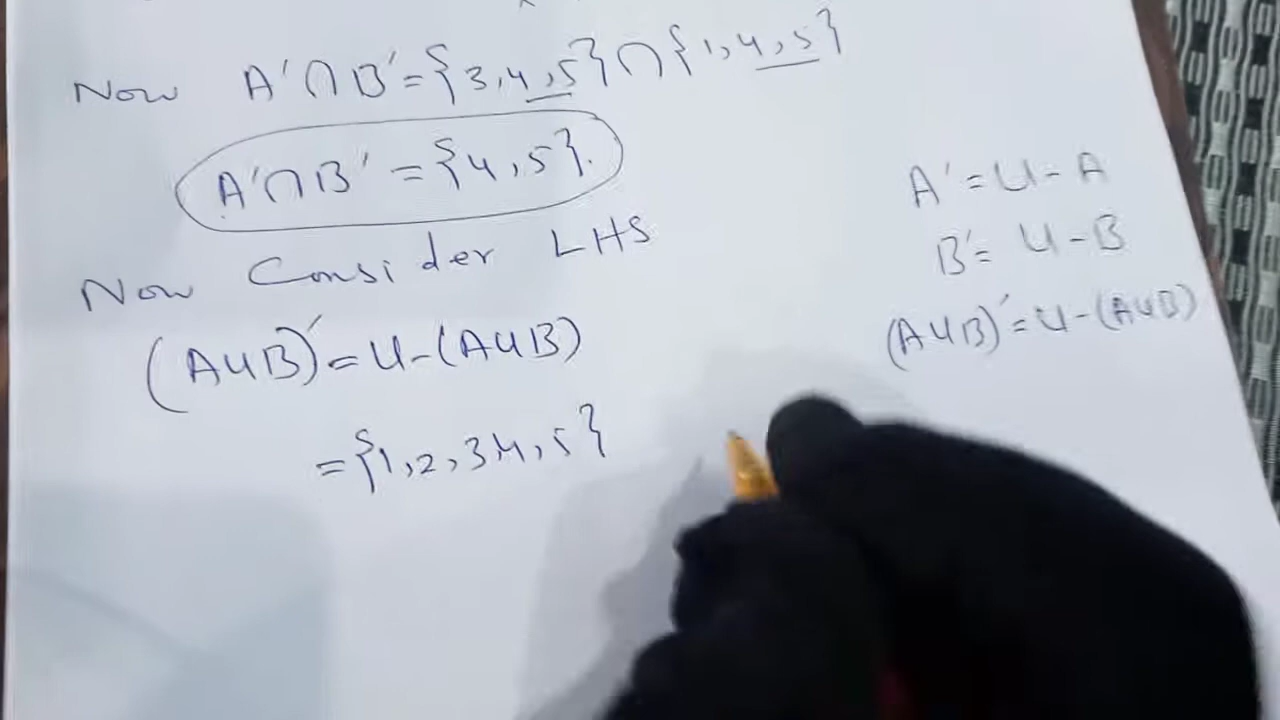 Now A'∩B'={3,4,5}∩{1,4,5}
A'∩B'={4,5}.
Now Consider LHS
(A∪B)'=U-(A∪B)
={1,2,3,4,5}
A'=U-A
B'=U-B
(A∪B)'=U-(A∪B)